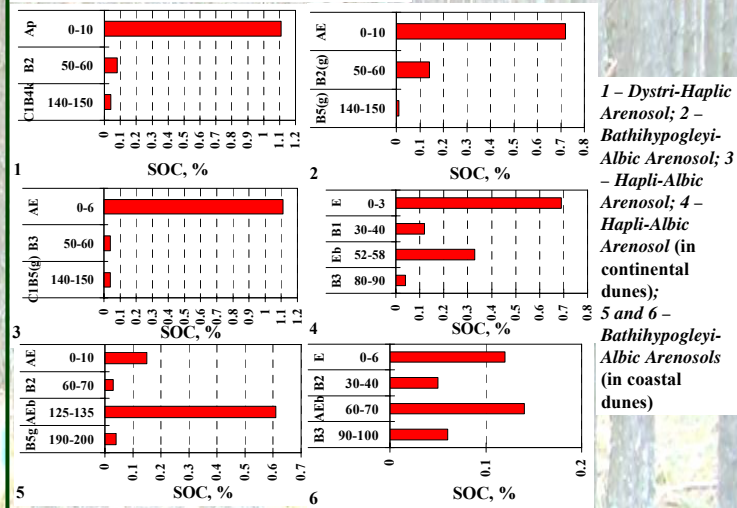 Ap 0-10
B2 50-60
C1B4k 140-150
0 0.1 0.2 0.3 0.4 0.5 0.6 0.7 0.8 0.9 1 1.1 1.2
SOC, %
1
AE 0-10
B2(g) 50-60
B5(g) 140-150
0 0.1 0.2 0.3 0.4 0.5 0.6 0.7 0.8
SOC, %
2
AE 0-6
B3 50-60
C1B5(g) 140-150
0 0.1 0.2 0.3 0.4 0.5 0.6 0.7 0.8 0.9 1 1.1 1.2
SOC, %
3
E 0-3
B1 30-40
Eb 52-58
B3 80-90
0 0.1 0.2 0.3 0.4 0.5 0.6 0.7 0.8
SOC, %
4
AE 0-10
B2 60-70
AEb 125-135
B5g 190-200
0 0.1 0.2 0.3 0.4 0.5 0.6 0.7
SOC, %
5
E 0-6
B2 30-40
AEb 60-70
B3 90-100
0 0.1 0.2
SOC, %
6
1 – Dystri-Haplic
Arenosol; 2 –
Bathihypogleyi-
Albic Arenosol; 3
– Hapli-Albic
Arenosol; 4 –
Hapli-Albic
Arenosol (in
continental
dunes);
5 and 6 –
Bathihypogleyi-
Albic Arenosols
(in coastal
dunes)